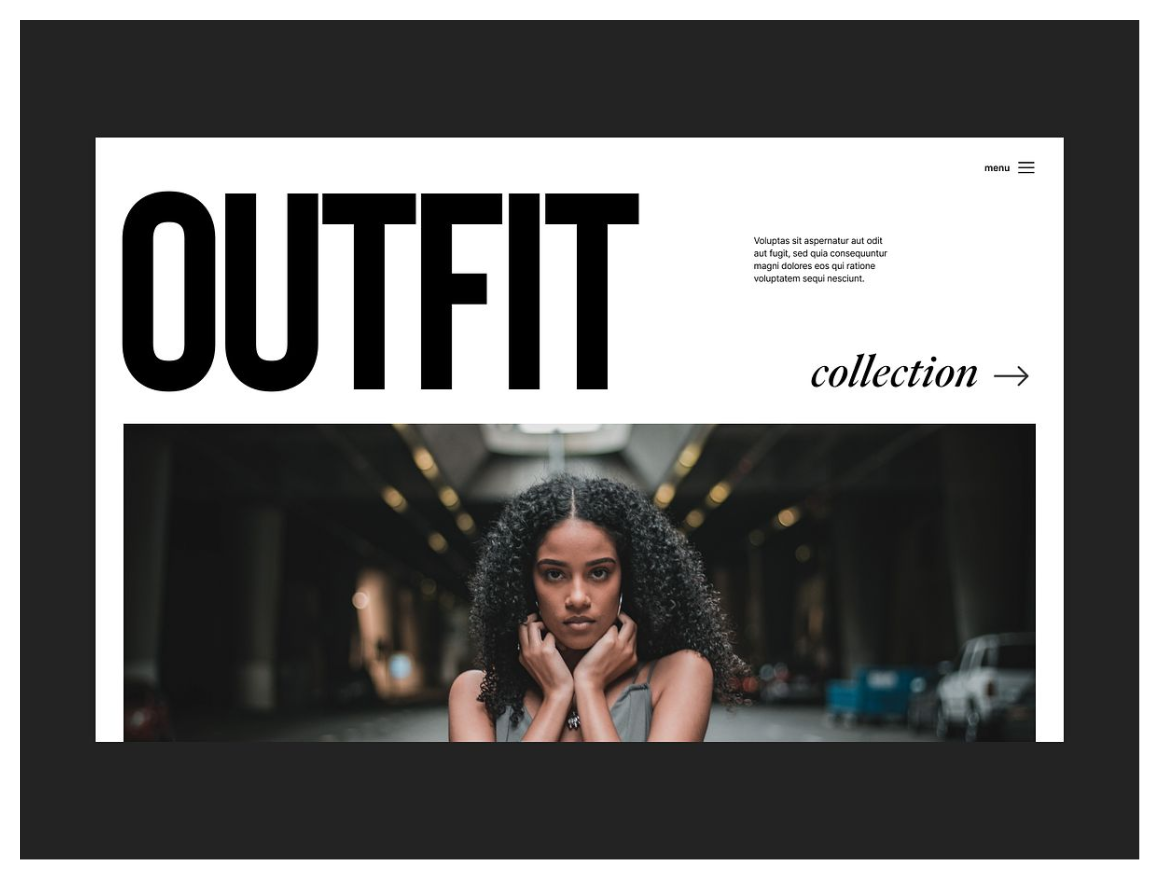 menu
OUTFIT
Voluptas sit aspernatur aut odit
aut fugit, sed quia consequuntur
magni dolores eos qui ratione
voluptatem sequi nesciunt.
collection